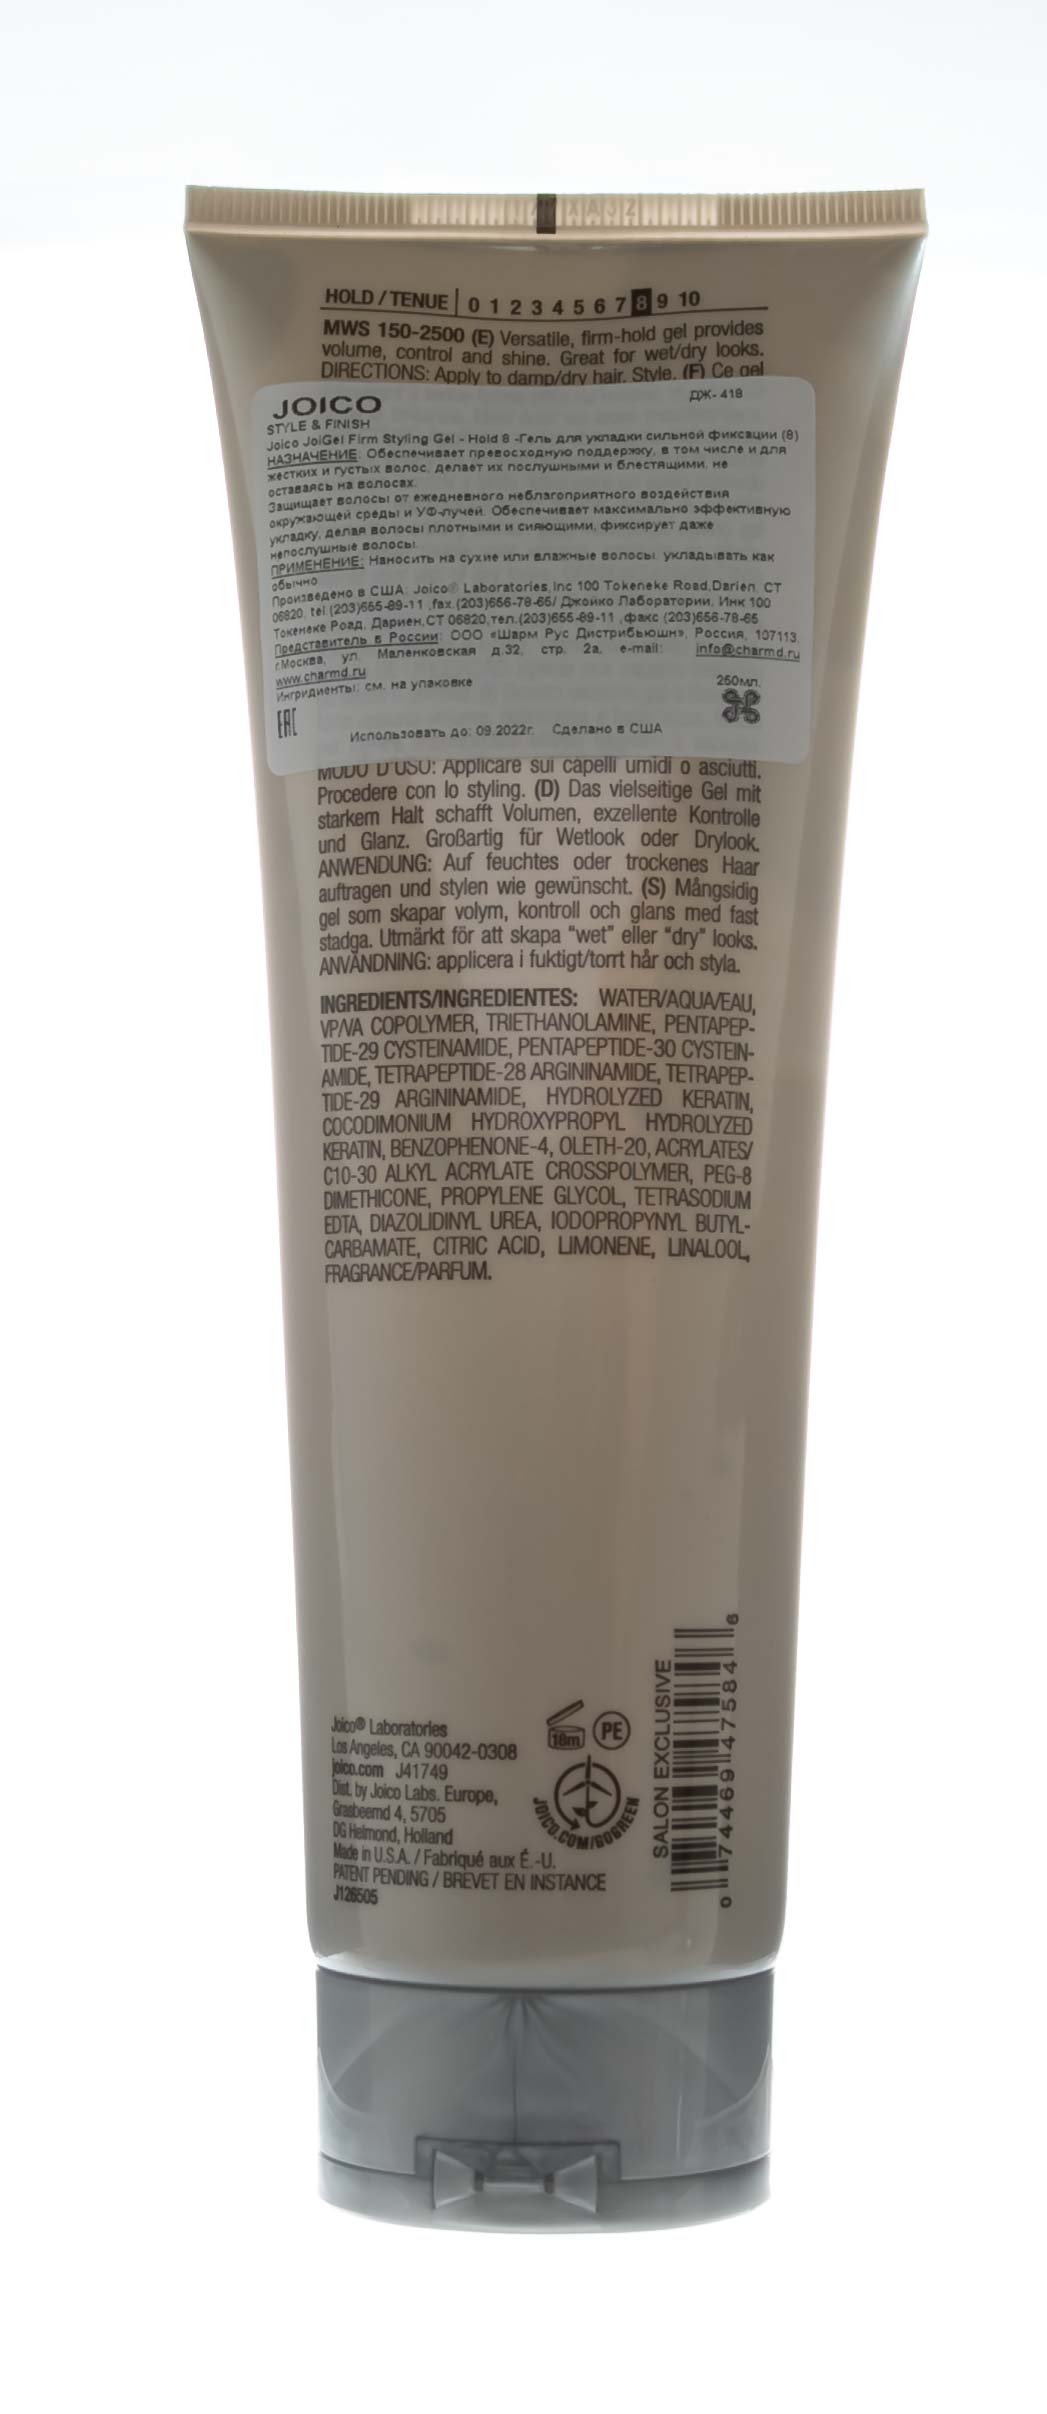 HOLD / TENUE 0 1 2 3 4 5 6 7 8 9 10
MWS 150-2500 (E) Versatile, firm-hold gel provides
volume, control and shine. Great for wet/dry looks.
DIRECTIONS: Apply to damp/dry hair. Style. (F) Ce gel
JOICO
ДЖ- 418
STYLE & FINISH
Joico JoiGel Firm Styling Gel - Hold 8 -Гель для укладки сильной фиксации (8)
НАЗНАЧЕНИЕ: Обеспечивает превосходную поддержку, в том числе и для
жестких и густых волос, делает их послушными и блестящими, не
оставаясь на волосах.
Защищает волосы от ежедневного неблагоприятного воздействия
окружающей среды и УФ-лучей. Обеспечивает максимально эффективную
укладку, делая волосы плотными и сияющими, фиксирует даже
непослушные волосы.
ПРИМЕНЕНИЕ: Наносить на сухие или влажные волосы укладывать как
обычно
Произведено в США: Joico® Laboratories,Inc 100 Tokeneke Road,Darien, CT
06820, tel.(203)655-89-11 ,fax.(203)656-78-65/ Джойко Лаборатории, Инк 100
Токенеке Роад, Дариен,CT 06820,тел.(203)655-89-11 ,факс (203)656-78-65
Представитель в России: ООО «Шарм Рус Дистрибьюшн», Россия, 107113,
г.Москва, ул. Маленковская д.32, стр. 2а, e-mail: info@charmd.ru
www.charmd.ru
Ингридиенты: см. на упаковке
250мл.
EAC
Использовать до: 09.2022г. Сделано в США
MODO D'USO: Applicare sui capelli umidi o asciutti.
Procedere con lo styling. (D) Das vielseitige Gel mit
starkem Halt schafft Volumen, exzellente Kontrolle
und Glanz. Großartig für Wetlook oder Drylook.
ANWENDUNG: Auf feuchtes oder trockenes Haar
auftragen und stylen wie gewünscht. (S) Mångsidig
gel som skapar volym, kontroll och glans med fast
stadga. Utmärkt för att skapa "wet" eller "dry" looks.
ANVÄNDNING: applicera i fuktigt/torrt hår och styla.
INGREDIENTS/INGREDIENTES: WATER/AQUA/EAU,
VP/VA COPOLYMER, TRIETHANOLAMINE, PENTAPEP-
TIDE-29 CYSTEINAMIDE, PENTAPEPTIDE-30 CYSTEIN-
AMIDE, TETRAPEPTIDE-28 ARGININAMIDE, TETRAPEP-
TIDE-29 ARGININAMIDE, HYDROLYZED KERATIN,
COCODIMONIUM HYDROXYPROPYL HYDROLYZED
KERATIN, BENZOPHENONE-4, OLETH-20, ACRYLATES/
C10-30 ALKYL ACRYLATE CROSSPOLYMER, PEG-8
DIMETHICONE, PROPYLENE GLYCOL, TETRASODIUM
EDTA, DIAZOLIDINYL UREA, IODOPROPYNYL BUTYL-
CARBAMATE, CITRIC ACID, LIMONENE, LINALOOL,
FRAGRANCE/PARFUM.
Joico® Laboratories
Los Angeles, CA 90042-0308
joico.com J41749
Dist. by Joico Labs. Europe,
Grasbeemd 4, 5705
DG Helmond, Holland
Made in U.S.A. / Fabriqué aux É.-U.
PATENT PENDING / BREVET EN INSTANCE
J126505
18m
PE
JOICO.COM/GOGREEN
SALON EXCLUSIVE
0 74469 47584 6